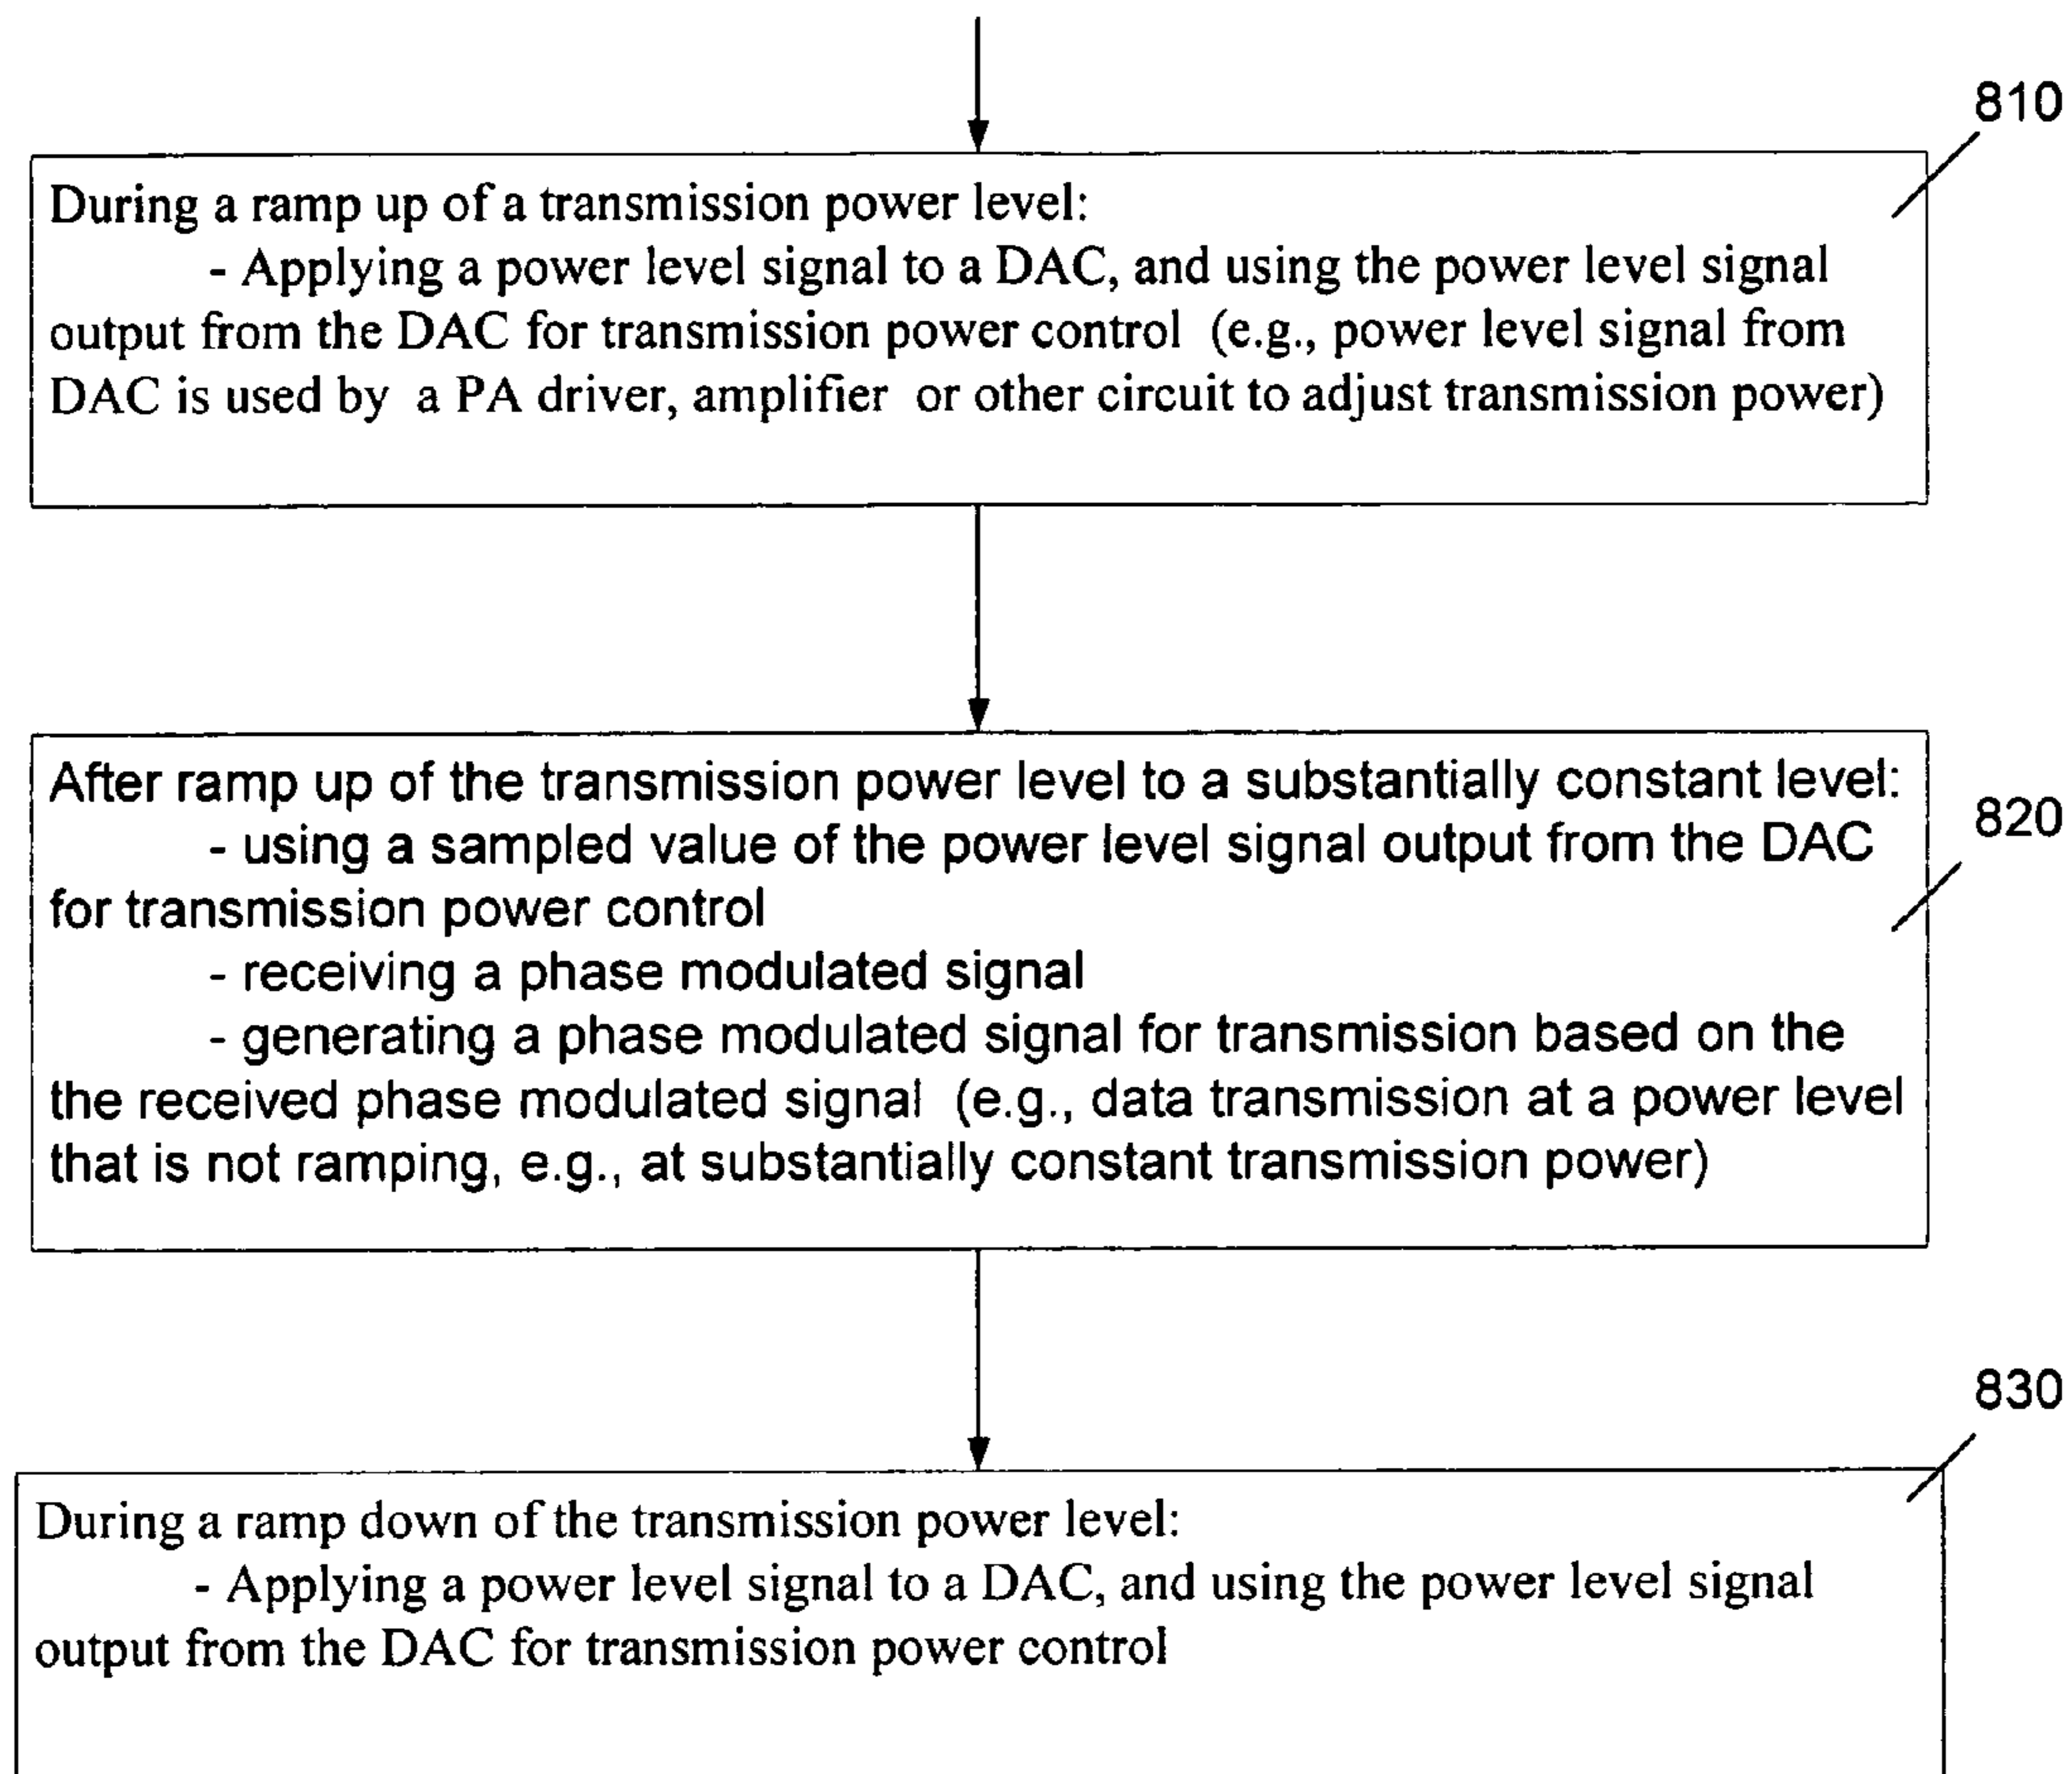 810
During a ramp up of a transmission power level:
- Applying a power level signal to a DAC, and using the power level signal
output from the DAC for transmission power control (e.g., power level signal from
DAC is used by a PA driver, amplifier or other circuit to adjust transmission power)
After ramp up of the transmission power level to a substantially constant level:
820
- using a sampled value of the power level signal output from the DAC
for transmission power control
- receiving a phase modulated signal
- generating a phase modulated signal for transmission based on the
the received phase modulated signal (e.g., data transmission at a power level
that is not ramping, e.g., at substantially constant transmission power)
830
During a ramp down of the transmission power level:
- Applying a power level signal to a DAC, and using the power level signal
output from the DAC for transmission power control